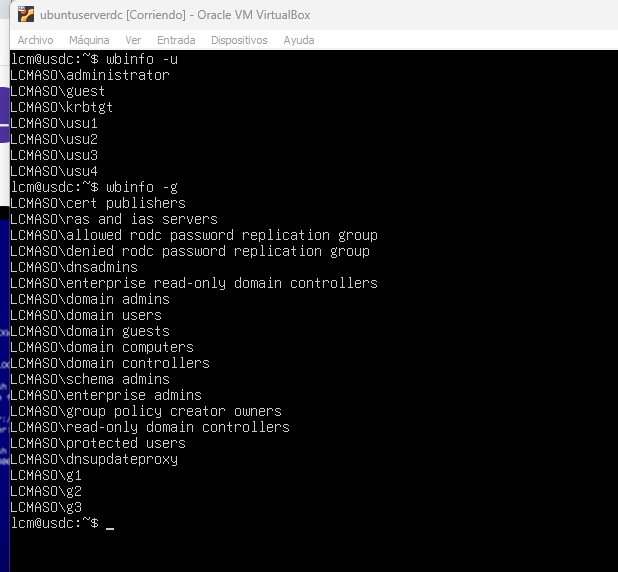 ubuntuserverdc [Corriendo] - Oracle VM VirtualBox
Archivo Máquina Ver Entrada Dispositivos Ayuda
lcm@usdc:~$ wbinfo -u
LCMASO\administrator
LCMASO\guest
LCMASO\krbtgt
LCMASO\usu1
LCMASO\usu2
LCMASO\usu3
LCMASO\usu4
lcm@usdc:~$ wbinfo -g
LCMASO\cert publishers
LCMASO\ras and ias servers
LCMASO\allowed rodc password replication group
LCMASO\denied rodc password replication group
LCMASO\dnsadmins
LCMASO\enterprise read-only domain controllers
LCMASO\domain admins
LCMASO\domain users
LCMASO\domain guests
LCMASO\domain computers
LCMASO\domain controllers
LCMASO\schema admins
LCMASO\enterprise admins
LCMASO\group policy creator owners
LCMASO\read-only domain controllers
LCMASO\protected users
LCMASO\dnsupdateproxy
LCMASO\g1
LCMASO\g2
LCMASO\g3
lcm@usdc:~$ _